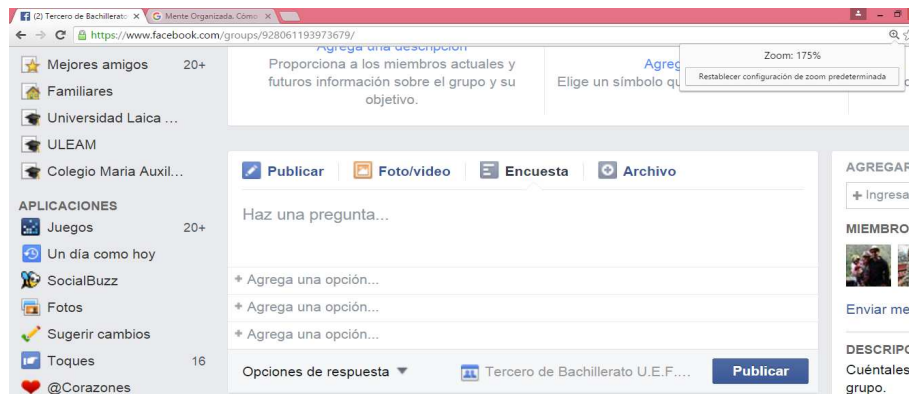 (2) Tercero de Bachillerato
Mente Organizada. Cómo
https://www.facebook.com/groups/928061193973679/
Zoom: 175%
Restablecer configuración de zoom predeterminada
Mejores amigos 20+
Familiares
Universidad Laica ...
ULEAM
Colegio Maria Auxil...
APLICACIONES
Juegos 20+
Un día como hoy
SocialBuzz
Fotos
Sugerir cambios
Toques 16
@Corazones
Agrega una descripción
Proporciona a los miembros actuales y
futuros información sobre el grupo y su
objetivo.
Agreg
Elige un símbolo qu
Publicar Foto/video Encuesta Archivo
Haz una pregunta...
+ Agrega una opción...
+ Agrega una opción...
+ Agrega una opción...
Opciones de respuesta Tercero de Bachillerato U.E.F.... Publicar
AGREGAR
+ Ingresa
MIEMBRO
Enviar me
DESCRIPC
Cuéntales
grupo.